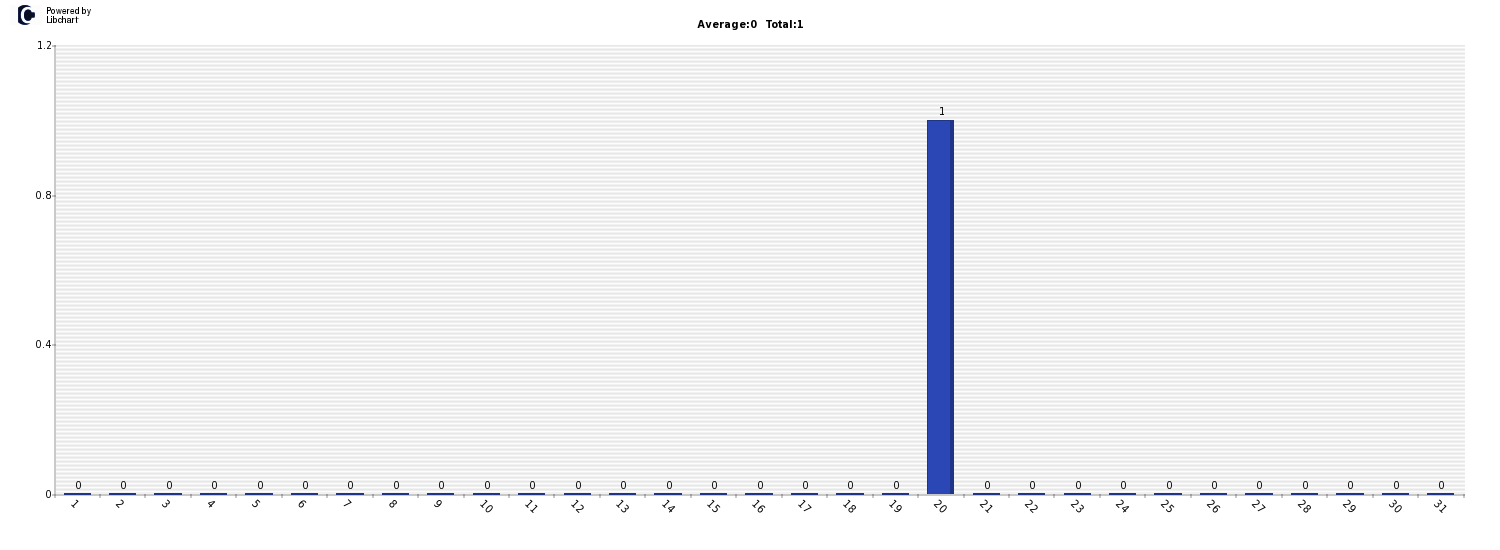 Powered by
Libchart
Average:0 Total:1
1.2
0.8
0.4
0
0 0 0 0 0 0 0 0 0 0 0 0 0 0 0 0 0 0 0 1 0 0 0 0 0 0 0 0 0 0 0
1 2 3 4 5 6 7 8 9 10 11 12 13 14 15 16 17 18 19 20 21 22 23 24 25 26 27 28 29 30 31